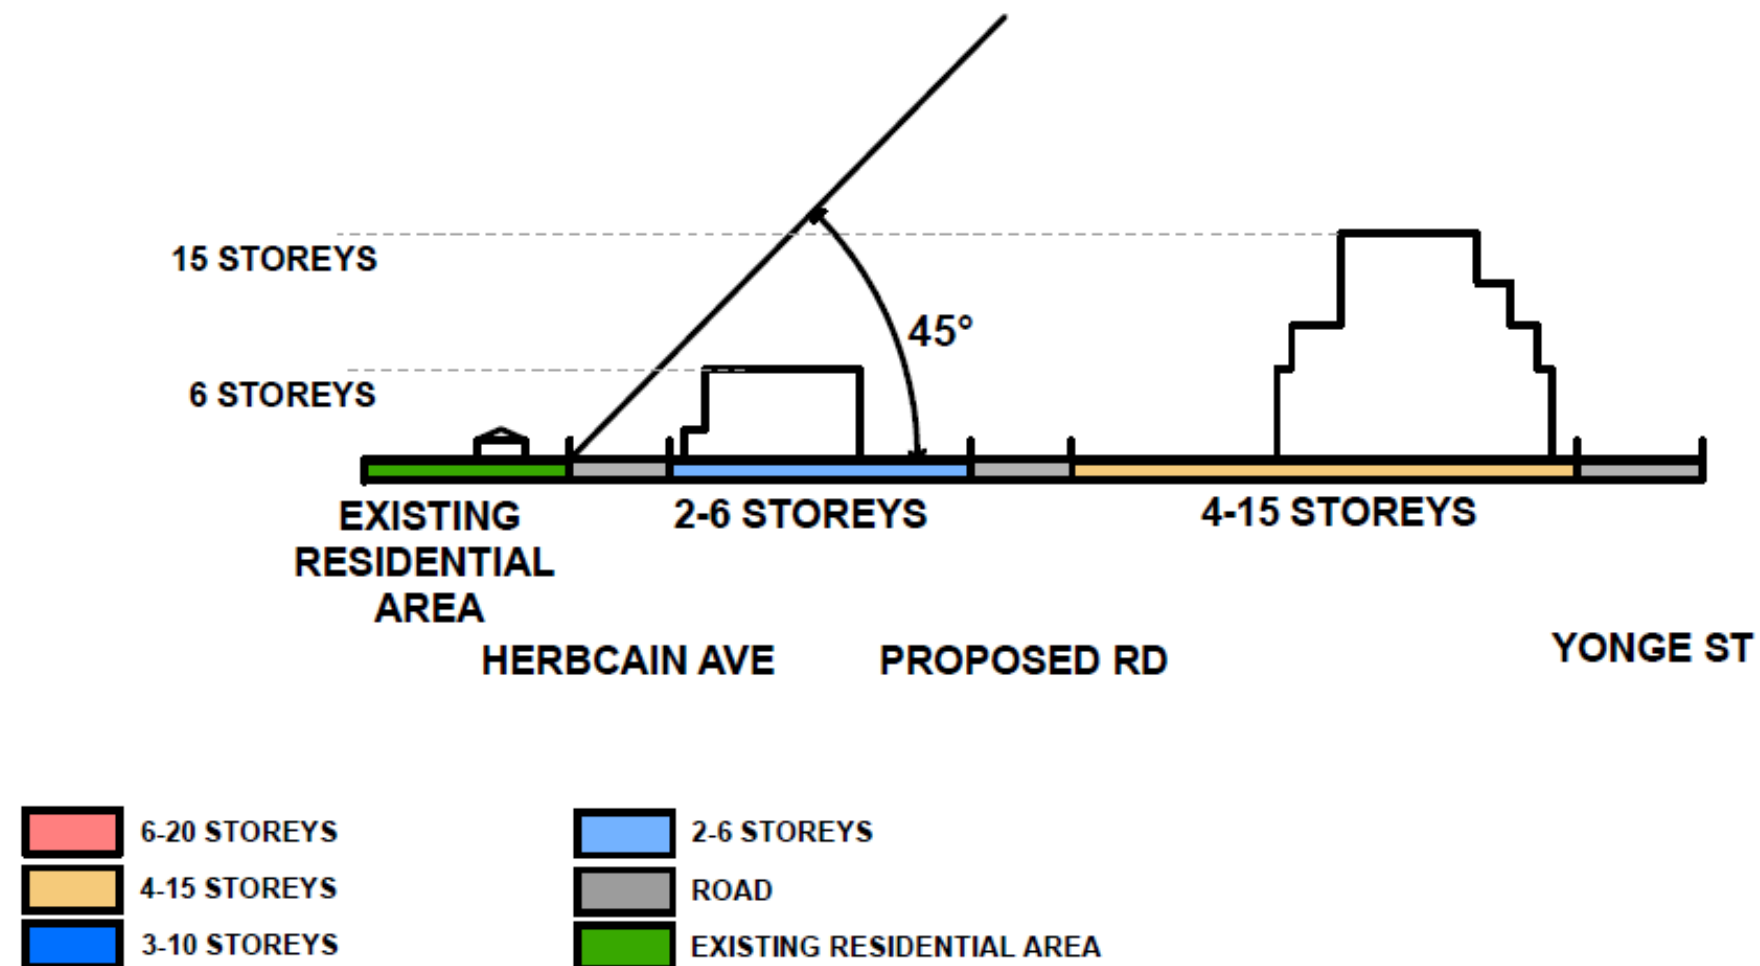 15 STOREYS
45°
6 STOREYS
EXISTING
RESIDENTIAL
AREA
2-6 STOREYS
4-15 STOREYS
HERBCAIN AVE
PROPOSED RD
YONGE ST
6-20 STOREYS
4-15 STOREYS
3-10 STOREYS
2-6 STOREYS
ROAD
EXISTING RESIDENTIAL AREA